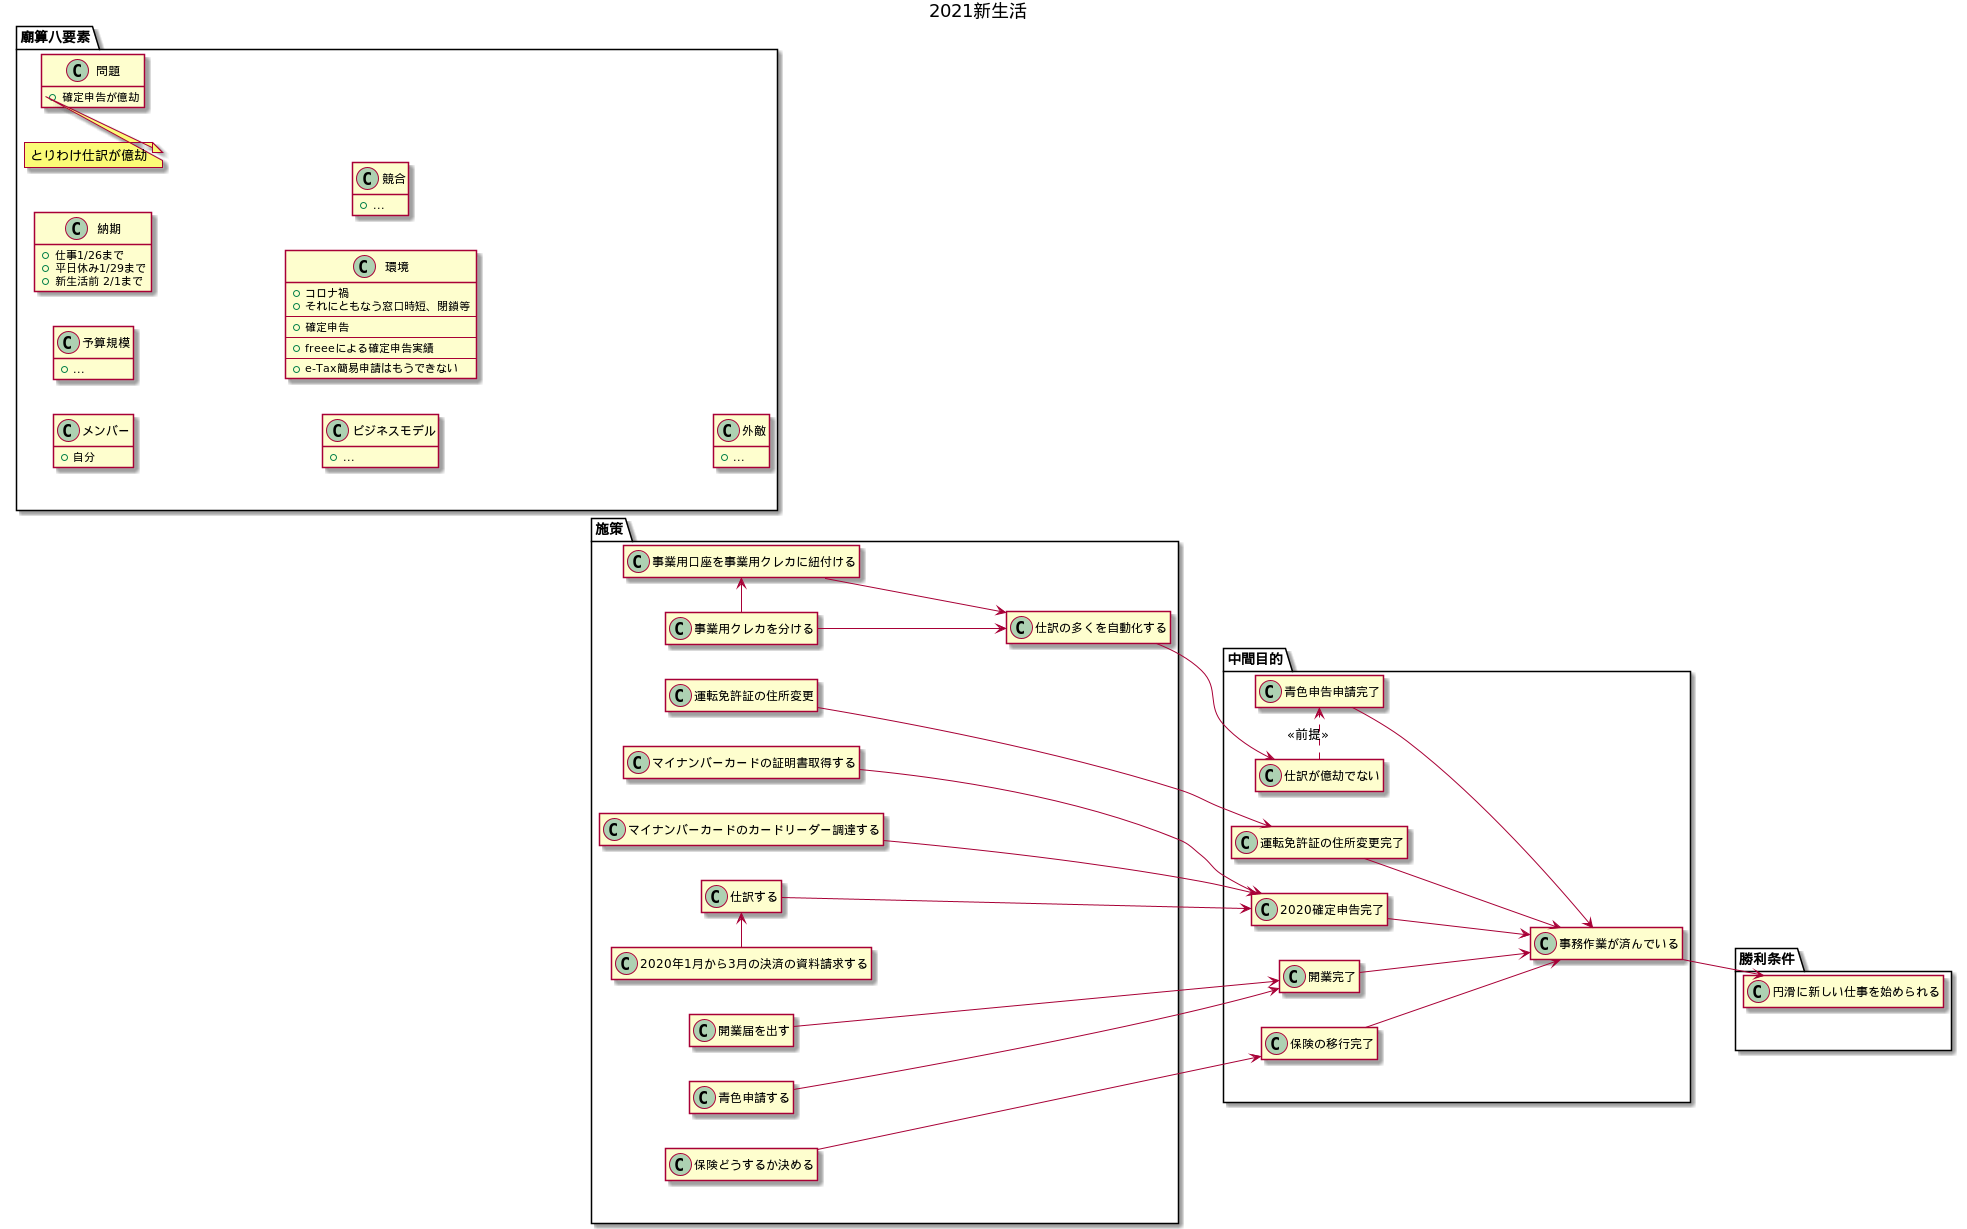 2021新生活
廟算八要素
C 問題
確定申告が億劫
とりわけ仕訳が億劫
C 競合
...
C 納期
仕事1/26まで
平日休み1/29まで
新生活前 2/1まで
C 環境
コロナ禍
それにともなう窓口時短、閉鎖等
確定申告
freeeによる確定申告実績
e-Tax簡易申請はもうできない
C 予算規模
...
C メンバー
自分
C ビジネスモデル
...
C 外敵
...
施策
C 事業用口座を事業用クレカに紐付ける
C 事業用クレカを分ける
C 仕訳の多くを自動化する
C 運転免許証の住所変更
C マイナンバーカードの証明書取得する
C マイナンバーカードのカードリーダー調達する
C 仕訳する
C 2020年1月から3月の決済の資料請求する
C 開業届を出す
C 青色申請する
C 保険どうするか決める
中間目的
C 青色申告申請完了
«前提»
C 仕訳が億劫でない
C 運転免許証の住所変更完了
C 2020確定申告完了
C 事務作業が済んでいる
C 開業完了
C 保険の移行完了
勝利条件
C 円滑に新しい仕事を始められる